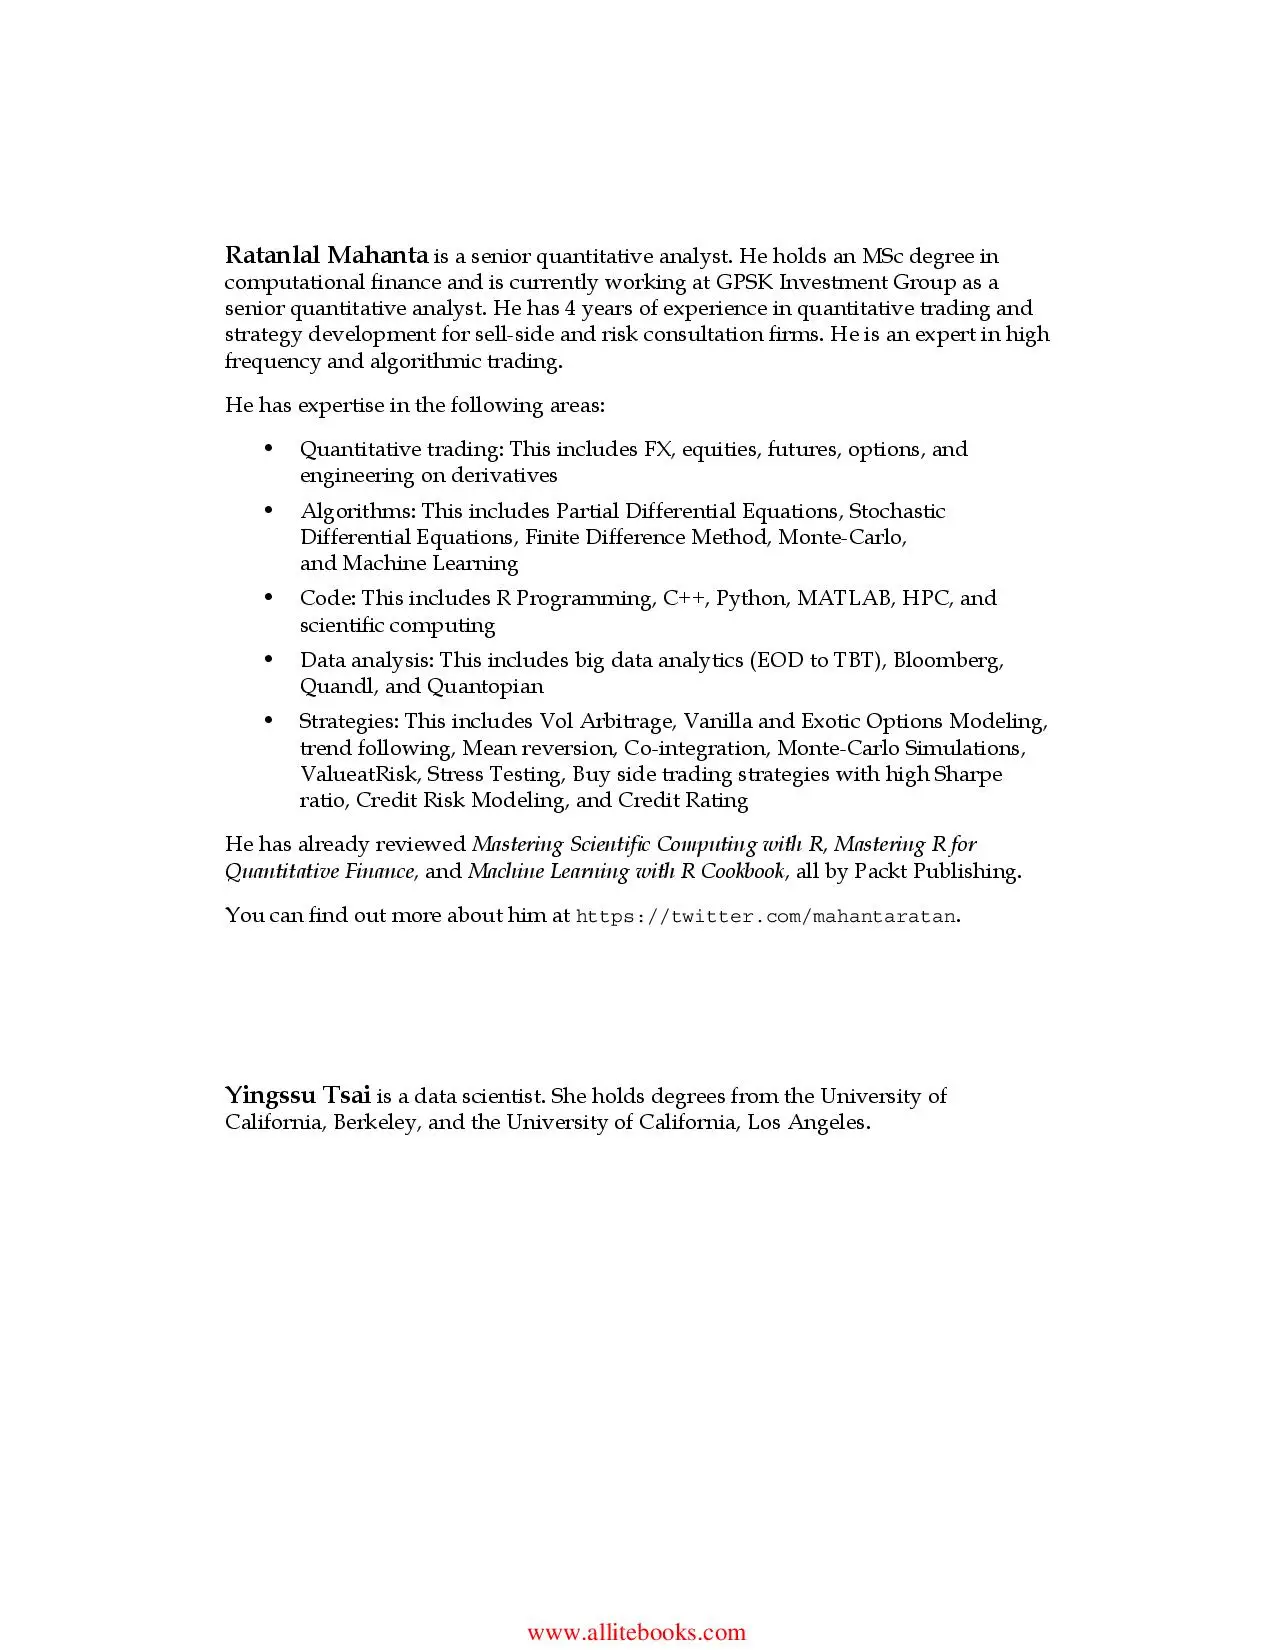 Ratanlal Mahanta is a senior quantitative analyst. He holds an MSc degree in
computational finance and is currently working at GPSK Investment Group as a
senior quantitative analyst. He has 4 years of experience in quantitative trading and
strategy development for sell-side and risk consultation firms. He is an expert in high
frequency and algorithmic trading.
He has expertise in the following areas:
• Quantitative trading: This includes FX, equities, futures, options, and
engineering on derivatives
• Algorithms: This includes Partial Differential Equations, Stochastic
Differential Equations, Finite Difference Method, Monte-Carlo,
and Machine Learning
• Code: This includes R Programming, C++, Python, MATLAB, HPC, and
scientific computing
• Data analysis: This includes big data analytics (EOD to TBT), Bloomberg,
Quandl, and Quantopian
• Strategies: This includes Vol Arbitrage, Vanilla and Exotic Options Modeling,
trend following, Mean reversion, Co-integration, Monte-Carlo Simulations,
ValueatRisk, Stress Testing, Buy side trading strategies with high Sharpe
ratio, Credit Risk Modeling, and Credit Rating
He has already reviewed Mastering Scientific Computing with R, Mastering R for
Quantitative Finance, and Machine Learning with R Cookbook, all by Packt Publishing.
You can find out more about him at https://twitter.com/mahantaratan.
Yingssu Tsai is a data scientist. She holds degrees from the University of
California, Berkeley, and the University of California, Los Angeles.
www.allitebooks.com